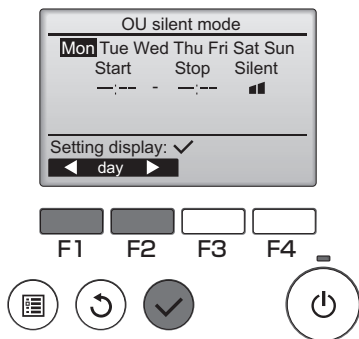 OU silent mode
Mon Tue Wed Thu Fri Sat Sun
Start Stop Silent
--:-- - --:--
Setting display: ✓
◀ day ▶
F1 F2 F3 F4